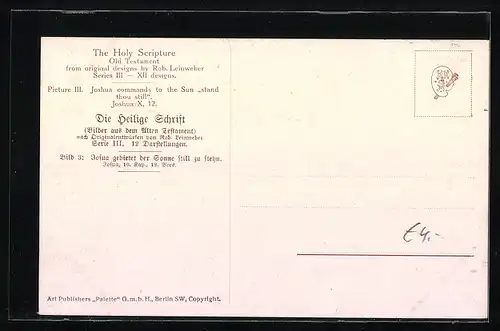 The Holy Scripture
Old Testament
from original designs by Rob. Leinweber
Series III — XII designs.
Picture III. Joshua commands to the Sun „stand
thou still“.
Joshua X, 12.
Die Heilige Schrift
(Bilder aus dem Alten Testament)
nach Originalentwürfen von Rob. Leinweber
Serie III. 12 Darstellungen.
Bild 3: Josua gebietet der Sonne still zu stehn.
Josua, 10. Kap., 12. Vers.
€4,-
Art Publishers „Palette“ G. m. b. H., Berlin SW, Copyright.